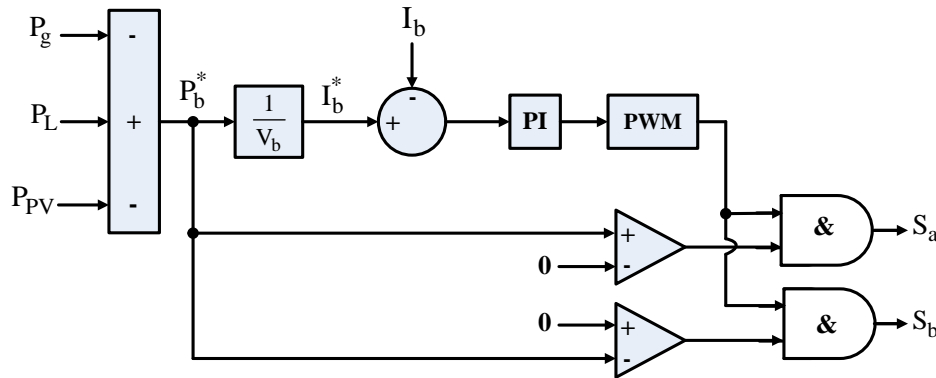 P_g
-
P_L
+
P_PV
-
P_b^*
1
V_b
I_b^*
I_b
-
+
PI
PWM
+
0
-
&
S_a
0
+
-
&
S_b